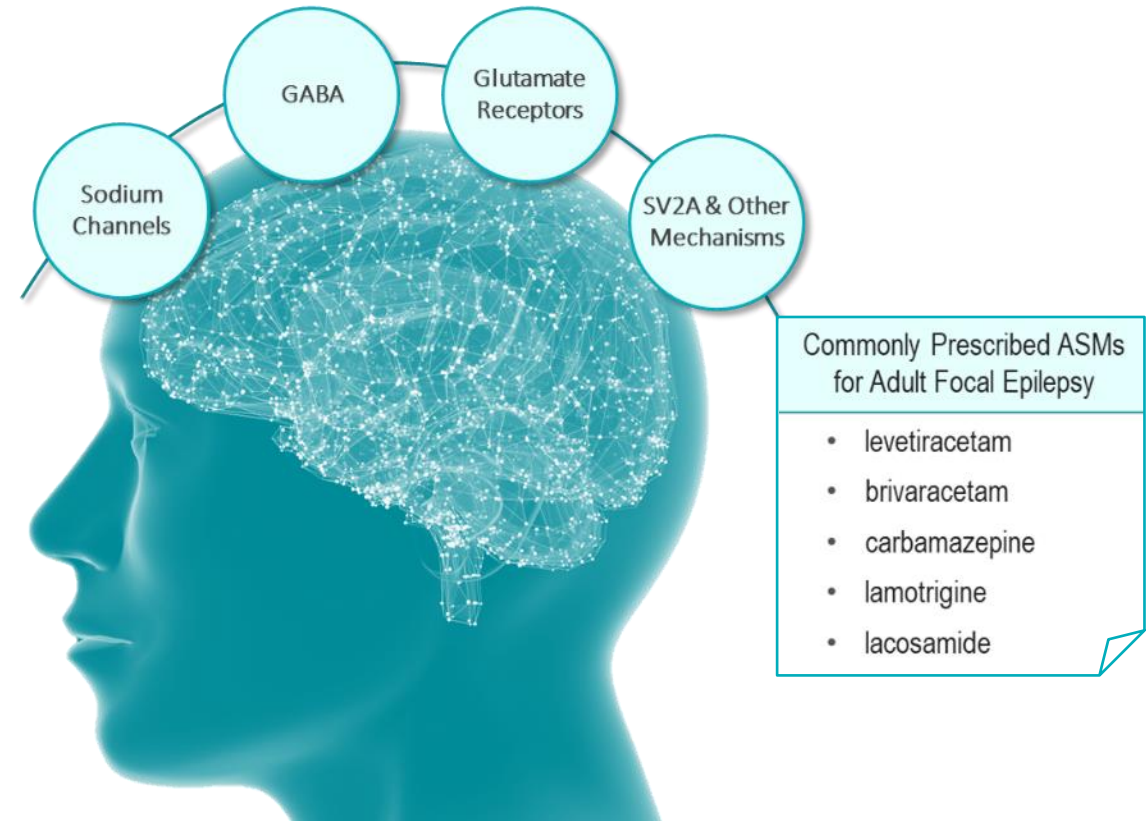 Sodium
Channels
GABA
Glutamate
Receptors
SV2A & Other
Mechanisms
Commonly Prescribed ASMs
for Adult Focal Epilepsy
• levetiracetam
• brivaracetam
• carbamazepine
• lamotrigine
• lacosamide